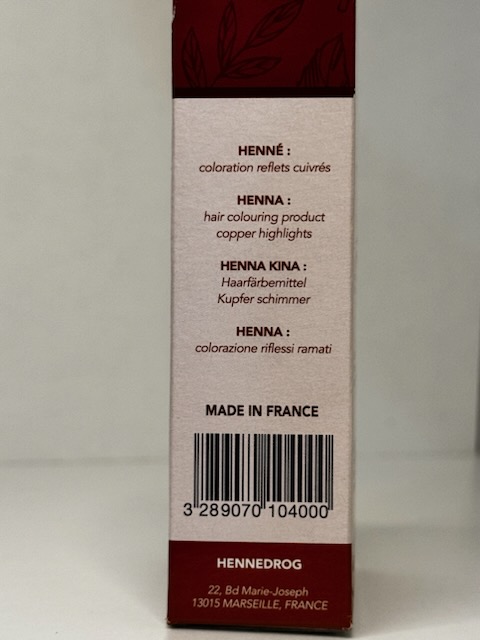 HENNÉ :
coloration reflets cuivrés
HENNA :
hair colouring product
copper highlights
HENNA KINA :
Haarfärbemittel
Kupfer schimmer
HENNA :
colorazione riflessi ramati
MADE IN FRANCE
3 289070 104000
HENNEDROG
22, Bd Marie-Joseph
13015 MARSEILLE, FRANCE